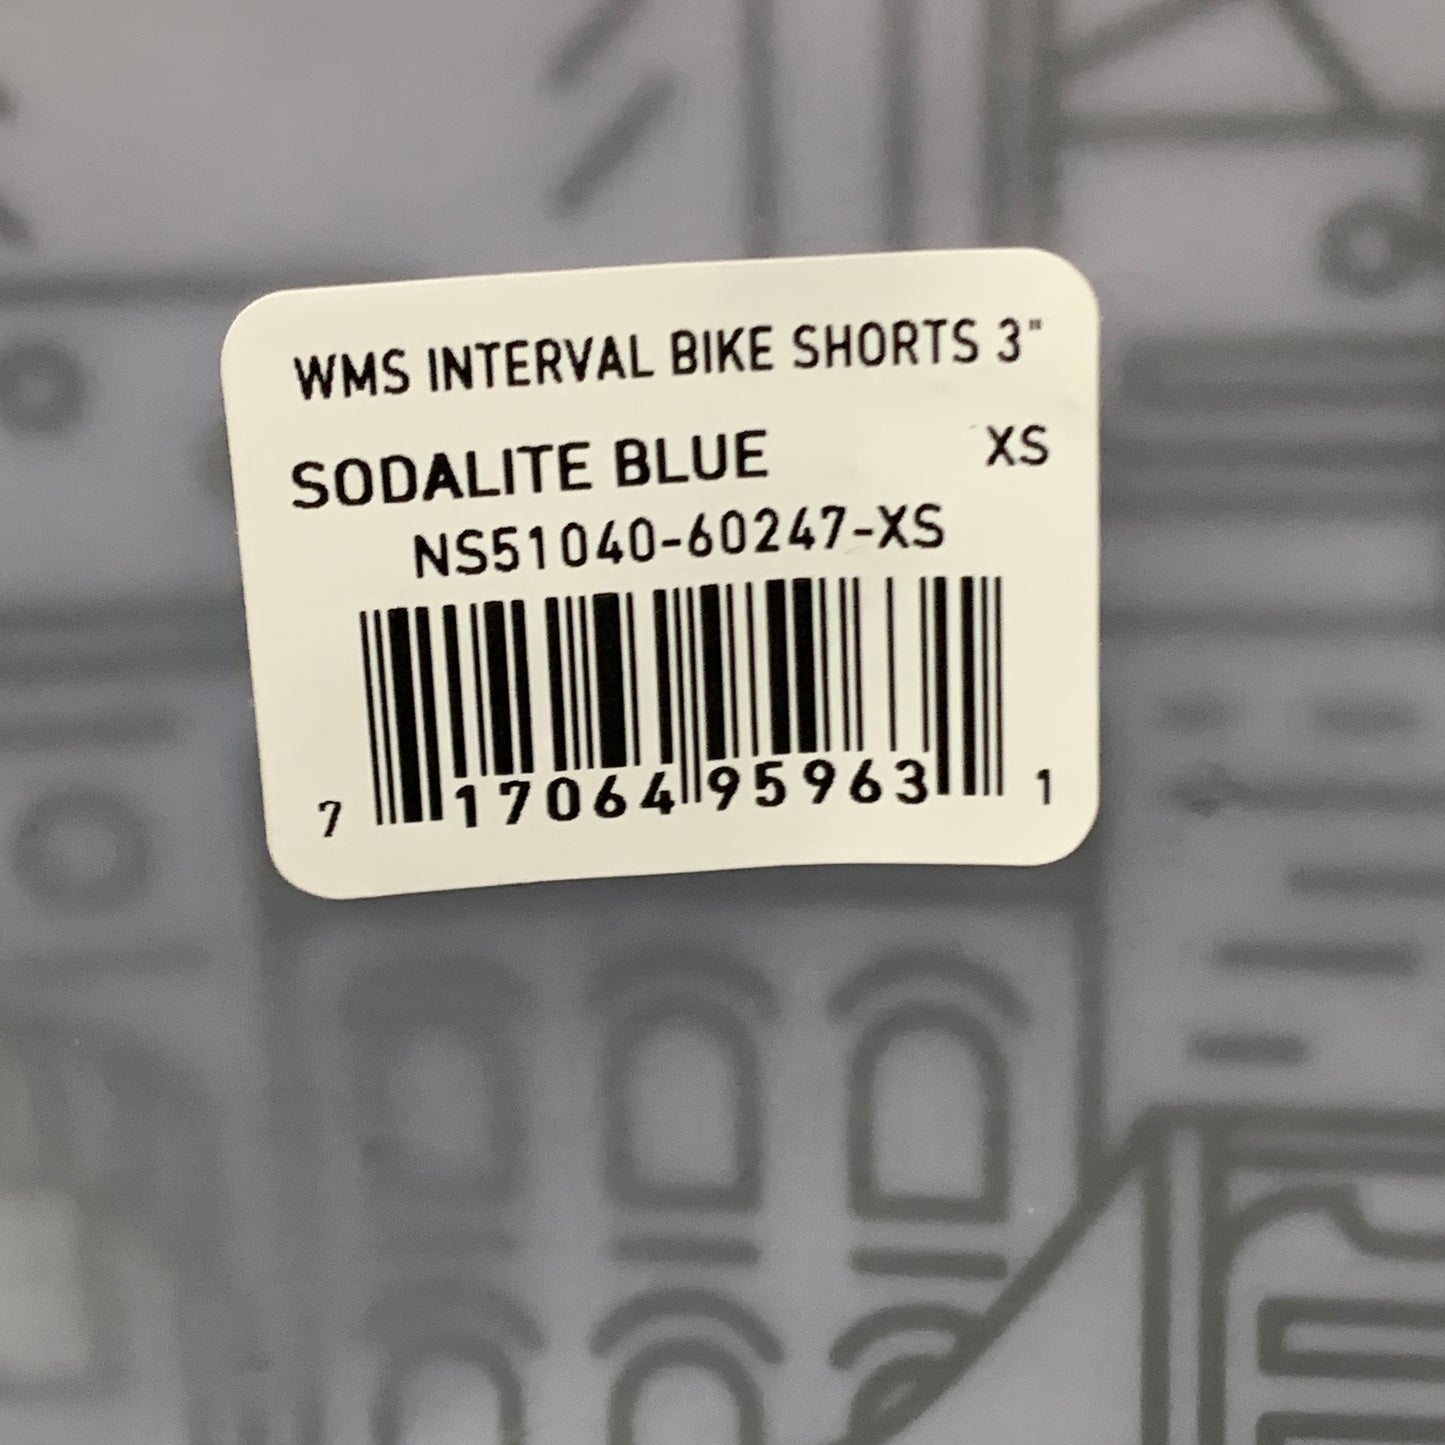 WMS INTERVAL BIKE SHORTS 3"
SODALITE BLUE XS
NS51040-60247-XS
7 17064 95963 1